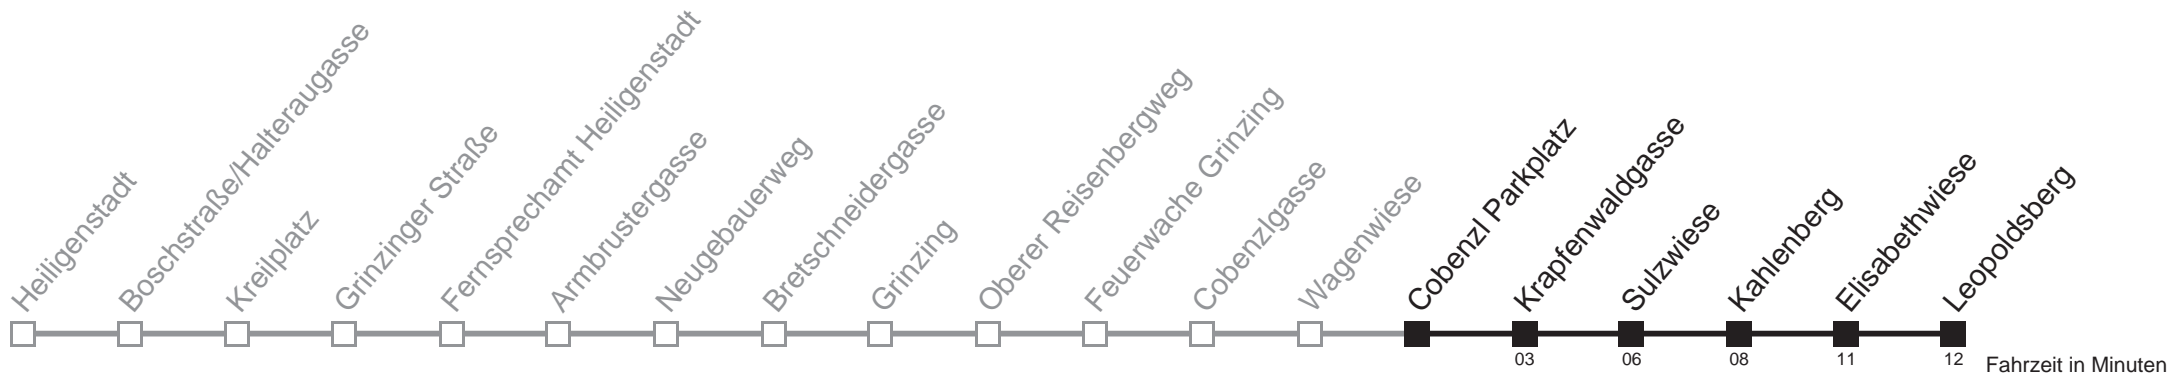 Heiligenstadt
Boschstraße/Halteraugasse
Kreilplatz
Grinzinger Straße
Fernsprechamt Heiligenstadt
Armbrustergasse
Neugebauerweg
Bretschneidergasse
Grinzing
Oberer Reisenbergweg
Feuerwache Grinzing
Cobenzlgasse
Wagenwiese
Cobenzl Parkplatz
Krapfenwaldgasse
Sulzwiese
Kahlenberg
Elisabethwiese
Leopoldsberg
03 06 08 11 12 Fahrzeit in Minuten